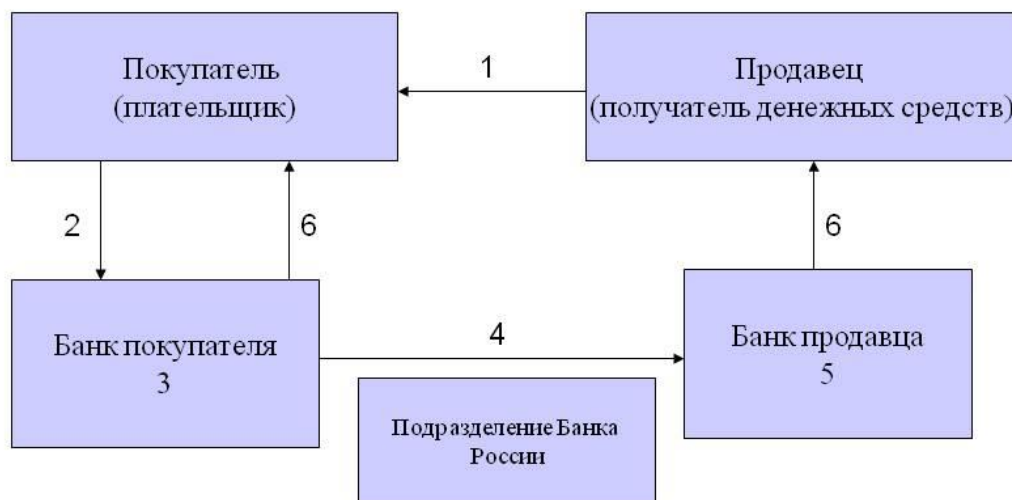 Покупатель
(плательщик)
1
Продавец
(получатель денежных средств)
2
6
6
Банк покупателя
3
4
Банк продавца
5
Подразделение Банка
России